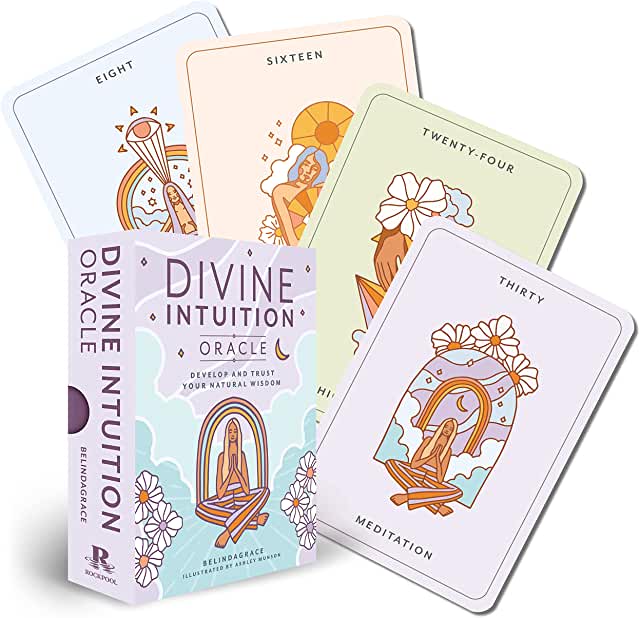 EIGHT
SIXTEEN
TWENTY-FOUR
THIRTY
MEDITATION
DIVINE INTUITION
ORACLE
BELINDAGRACE
R
ROCKPOOL
DIVINE
INTUITION
ORACLE
DEVELOP AND TRUST
YOUR NATURAL WISDOM
BELINDAGRACE
ILLUSTRATED BY ASHLEY MUNSON